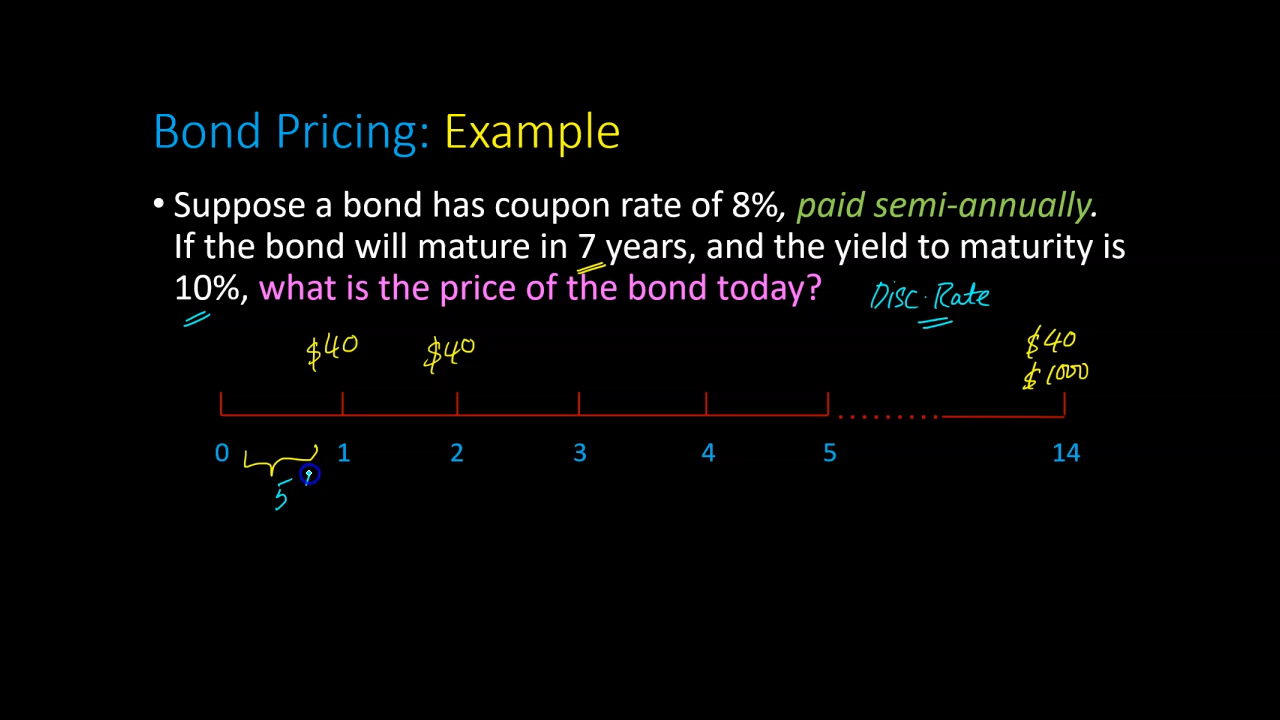 Bond Pricing: Example
• Suppose a bond has coupon rate of 8%, paid semi-annually.
If the bond will mature in 7 years, and the yield to maturity is
10%, what is the price of the bond today?
Disc. Rate
$40 $40 $40
$1000
0 1 2 3 4 5 14
5